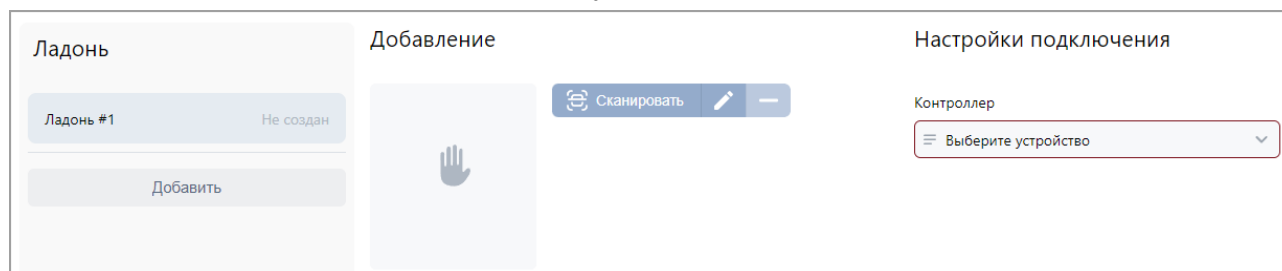 Ладонь
Ладонь #1 Не создан
Добавить
Добавление
Сканировать
Настройки подключения
Контроллер
Выберите устройство